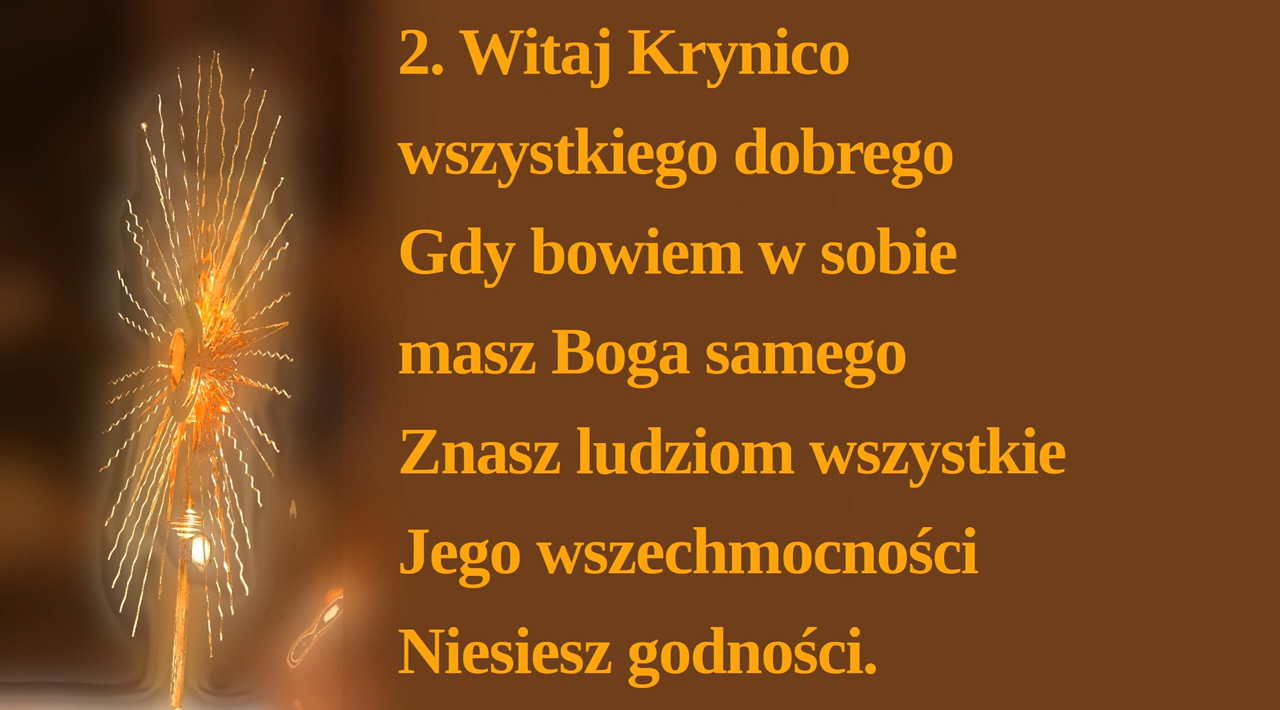 2. Witaj Krynico
wszystkiego dobrego
Gdy bowiem w sobie
masz Boga samego
Znasz ludziom wszystkie
Jego wszechmocności
Niesiesz godności.